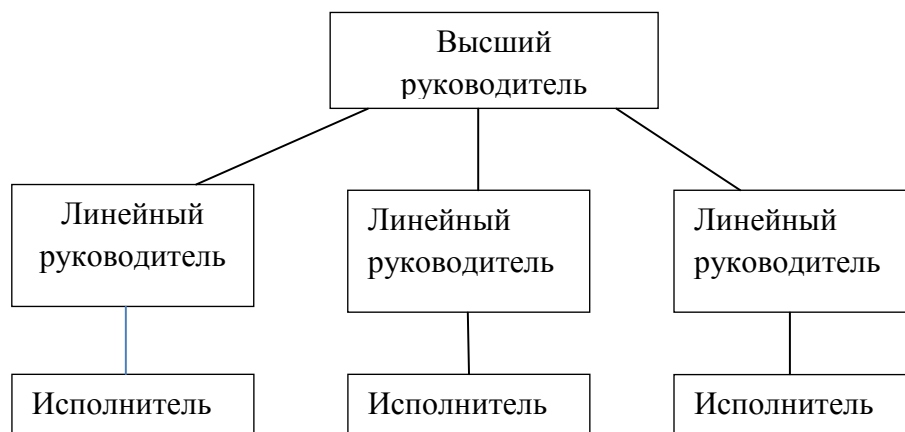 Высший
руководитель
Линейный
руководитель
Линейный
руководитель
Линейный
руководитель
Исполнитель
Исполнитель
Исполнитель